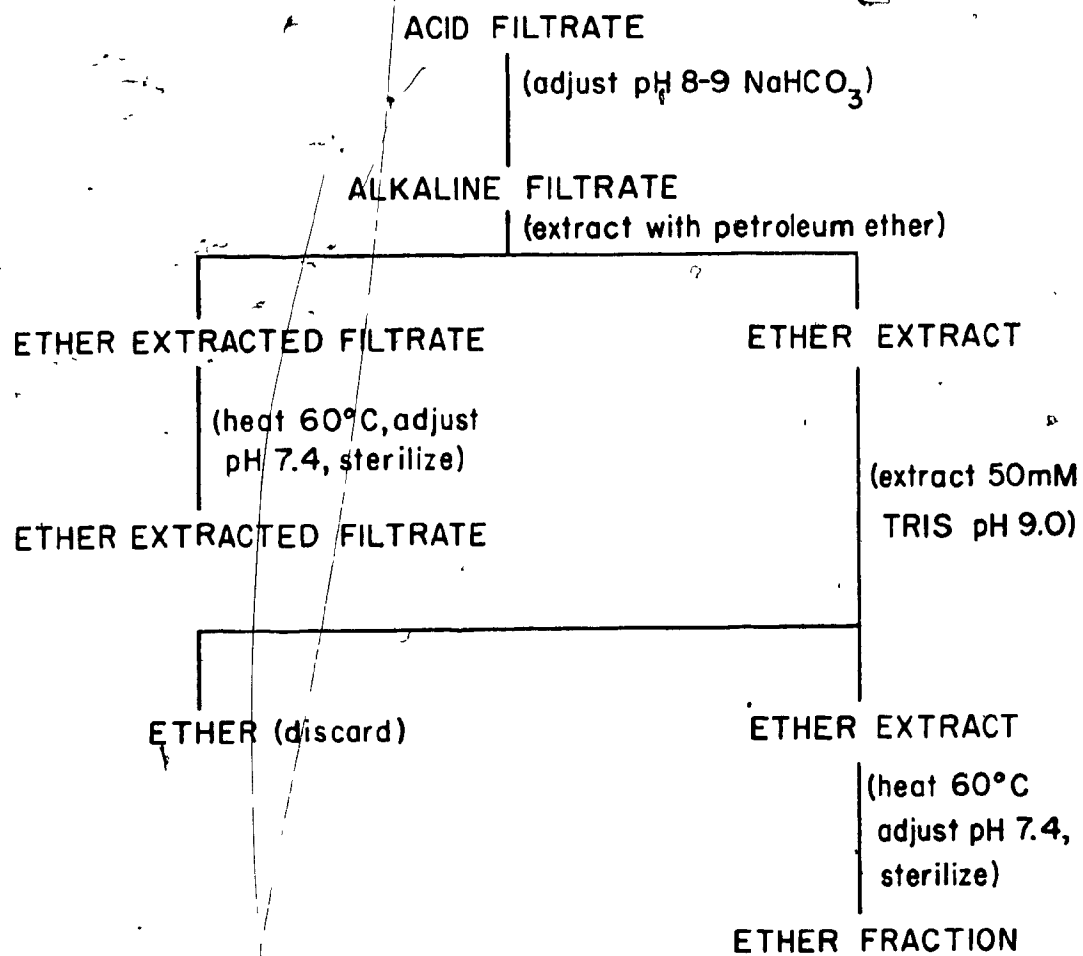 ACID FILTRATE
(adjust pH 8-9 NaHCO₃)
ALKALINE FILTRATE
(extract with petroleum ether)
ETHER EXTRACTED FILTRATE
ETHER EXTRACT
(heat 60°C, adjust
pH 7.4, sterilize)
(extract 50mM
TRIS pH 9.0)
ETHER EXTRACTED FILTRATE
ETHER (discard)
ETHER EXTRACT
(heat 60°C
adjust pH 7.4,
sterilize)
ETHER FRACTION